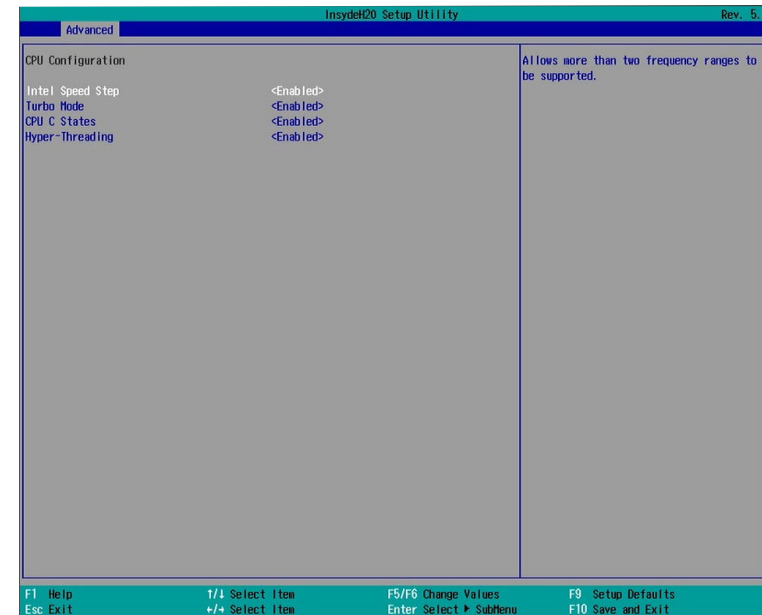 InsydeH20 Setup Utility Rev. 5.
Advanced
CPU Configuration
Allows more than two frequency ranges to
be supported.
Intel Speed Step <Enabled>
Turbo Mode <Enabled>
CPU C States <Enabled>
Hyper-Threading <Enabled>
F1 Help ↑/↓ Select Item F5/F6 Change Values F9 Setup Defaults
Esc Exit ←/→ Select Item Enter Select ▶ SubMenu F10 Save and Exit